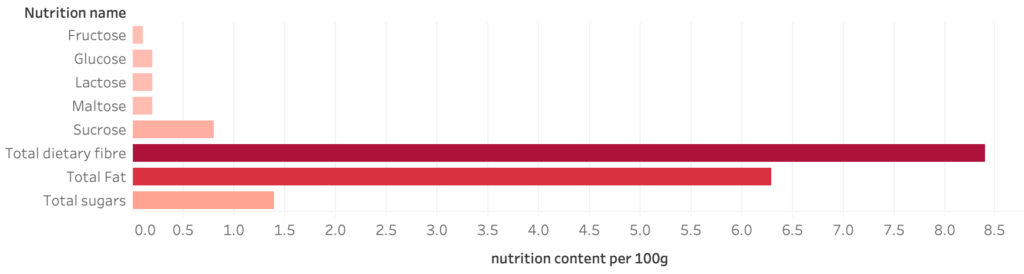 Nutrition name
Fructose
Glucose
Lactose
Maltose
Sucrose
Total dietary fibre
Total Fat
Total sugars
0.0 0.5 1.0 1.5 2.0 2.5 3.0 3.5 4.0 4.5 5.0 5.5 6.0 6.5 7.0 7.5 8.0 8.5
nutrition content per 100g